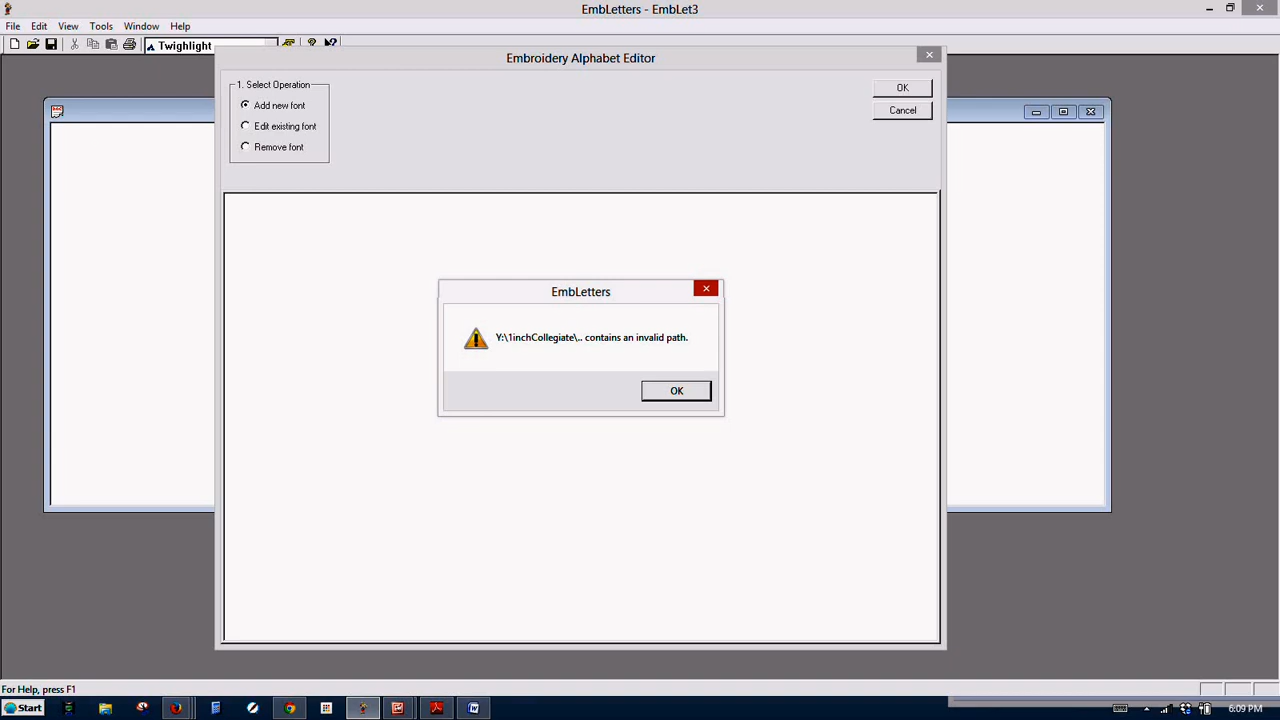 EmbLetters - EmbLet3
File Edit View Tools Window Help
Twighlight
Embroidery Alphabet Editor
1. Select Operation
Add new font
Edit existing font
Remove font
OK
Cancel
EmbLetters
Y:\1inchCollegiate\.. contains an invalid path.
OK
For Help, press F1
Start
6:09 PM